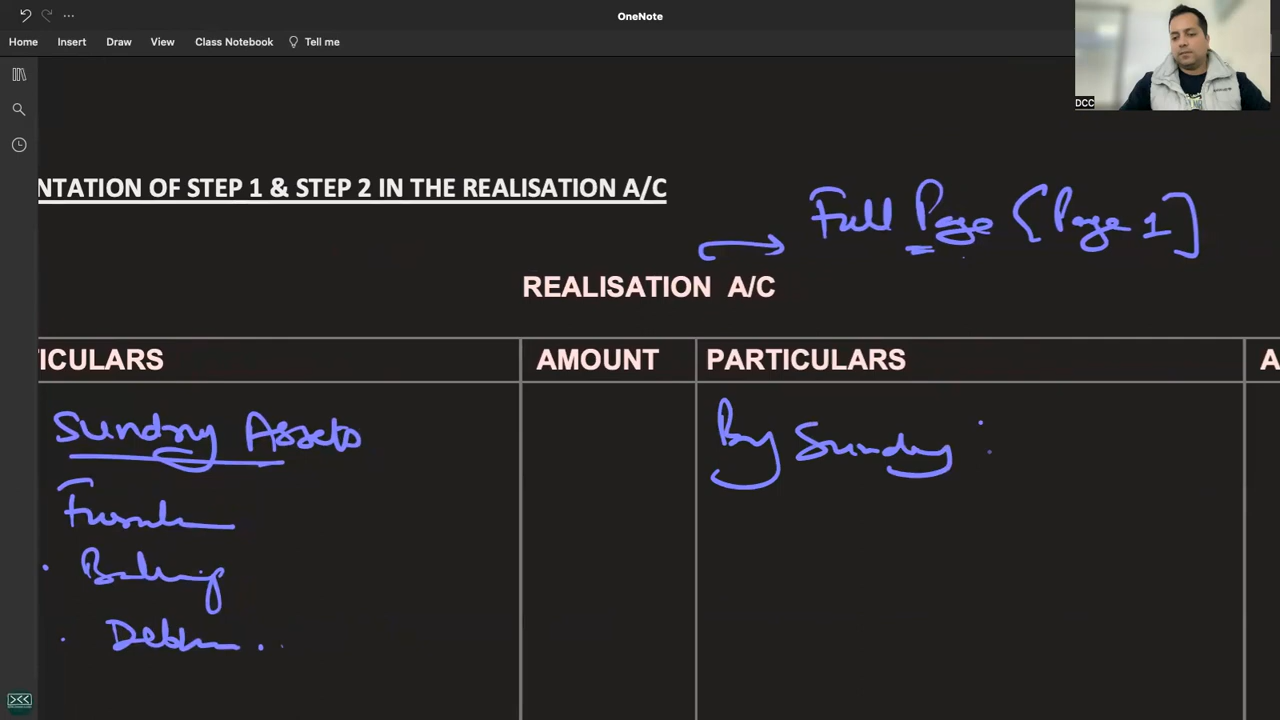 OneNote
Home Insert Draw View Class Notebook Tell me
DCC
NTATION OF STEP 1 & STEP 2 IN THE REALISATION A/C
Full Page [Page 1]
REALISATION A/C
ICULARS AMOUNT PARTICULARS A
Sundry Assets By Sundry :